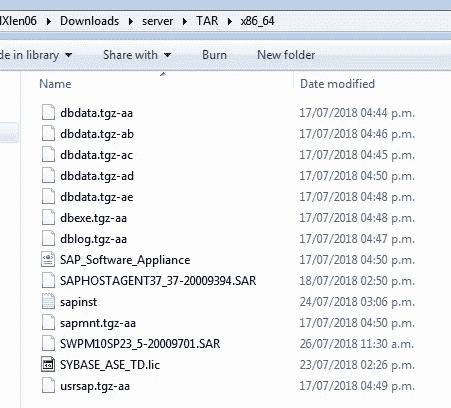 IXlen06 ▸ Downloads ▸ server ▸ TAR ▸ x86_64
de in library Share with Burn New folder
Name Date modified
dbdata.tgz-aa 17/07/2018 04:44 p.m.
dbdata.tgz-ab 17/07/2018 04:46 p.m.
dbdata.tgz-ac 17/07/2018 04:45 p.m.
dbdata.tgz-ad 17/07/2018 04:50 p.m.
dbdata.tgz-ae 17/07/2018 04:48 p.m.
dbexe.tgz-aa 17/07/2018 04:48 p.m.
dblog.tgz-aa 17/07/2018 04:47 p.m.
SAP_Software_Appliance 17/07/2018 04:50 p.m.
SAPHOSTAGENT37_37-20009394.SAR 18/07/2018 02:50 p.m.
sapinst 24/07/2018 03:06 p.m.
sapmnt.tgz-aa 17/07/2018 04:50 p.m.
SWPM10SP23_5-20009701.SAR 26/07/2018 11:30 a.m.
SYBASE_ASE_TD.lic 23/07/2018 02:26 p.m.
usrsap.tgz-aa 17/07/2018 04:49 p.m.